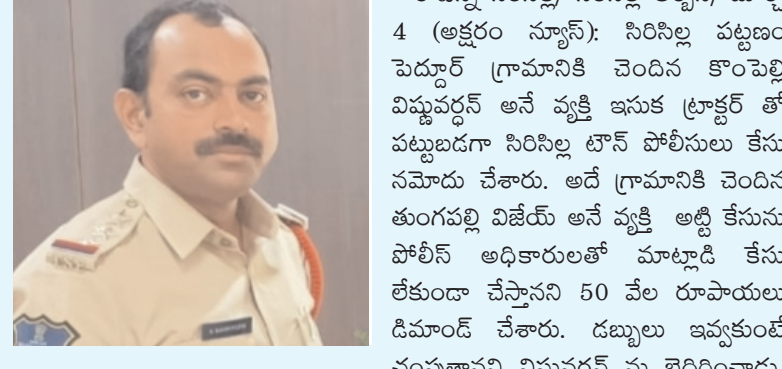 4 (అక్షరం న్యూస్): సిరిసిల్ల పట్టణం
పెద్దూర్ గ్రామానికి చెందిన కొంపెల్లి
విష్ణువర్ధన్ అనే వ్యక్తి ఇసుక ట్రాక్టర్ తో
పట్టుబడగా సిరిసిల్ల టౌన్ పోలీసులు కేసు
నమోదు చేశారు. అదే గ్రామానికి చెందిన
తుంగపల్లి విజేయ్ అనే వ్యక్తి అట్టి కేసును
పోలీస్ అధికారులతో మాట్లాడి కేసు
లేకుండా చేస్తానని 50 వేల రూపాయలు
డిమాండ్ చేశారు. డబ్బులు ఇవ్వకుంటే